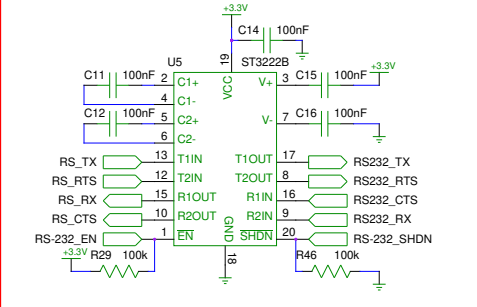 +3.3V
C14 100nF
U5 19 ST3222B
VCC
C11 100nF 2 C1+ V+ 3 C15 100nF +3.3V
4 C1-
C12 100nF 5 C2+ V- 7 C16 100nF
6 C2-
RS_TX 13 T1IN T1OUT 17 RS232_TX
RS_RTS 12 T2IN T2OUT 8 RS232_RTS
RS_RX 15 R1OUT R1IN 16 RS232_CTS
RS_CTS 10 R2OUT R2IN 9 RS232_RX
RS-232_EN 1 EN GND SHDN 20 RS-232_SHDN
+3.3V R29 100k 18 R46 100k